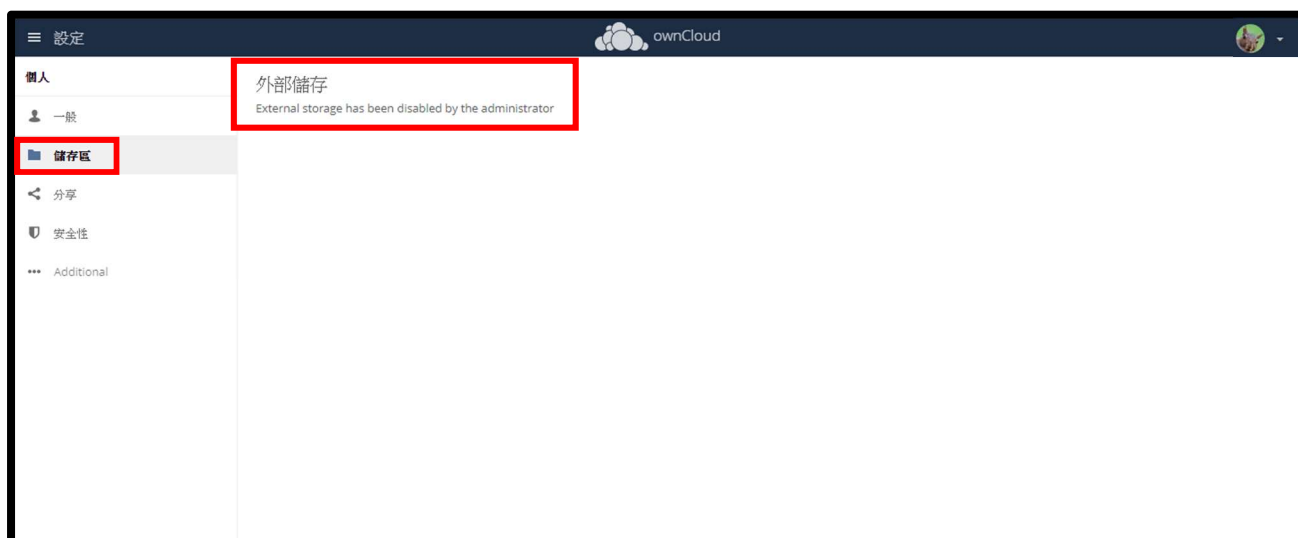 設定
ownCloud
個人
一般
儲存區
分享
安全性
Additional
外部儲存
External storage has been disabled by the administrator